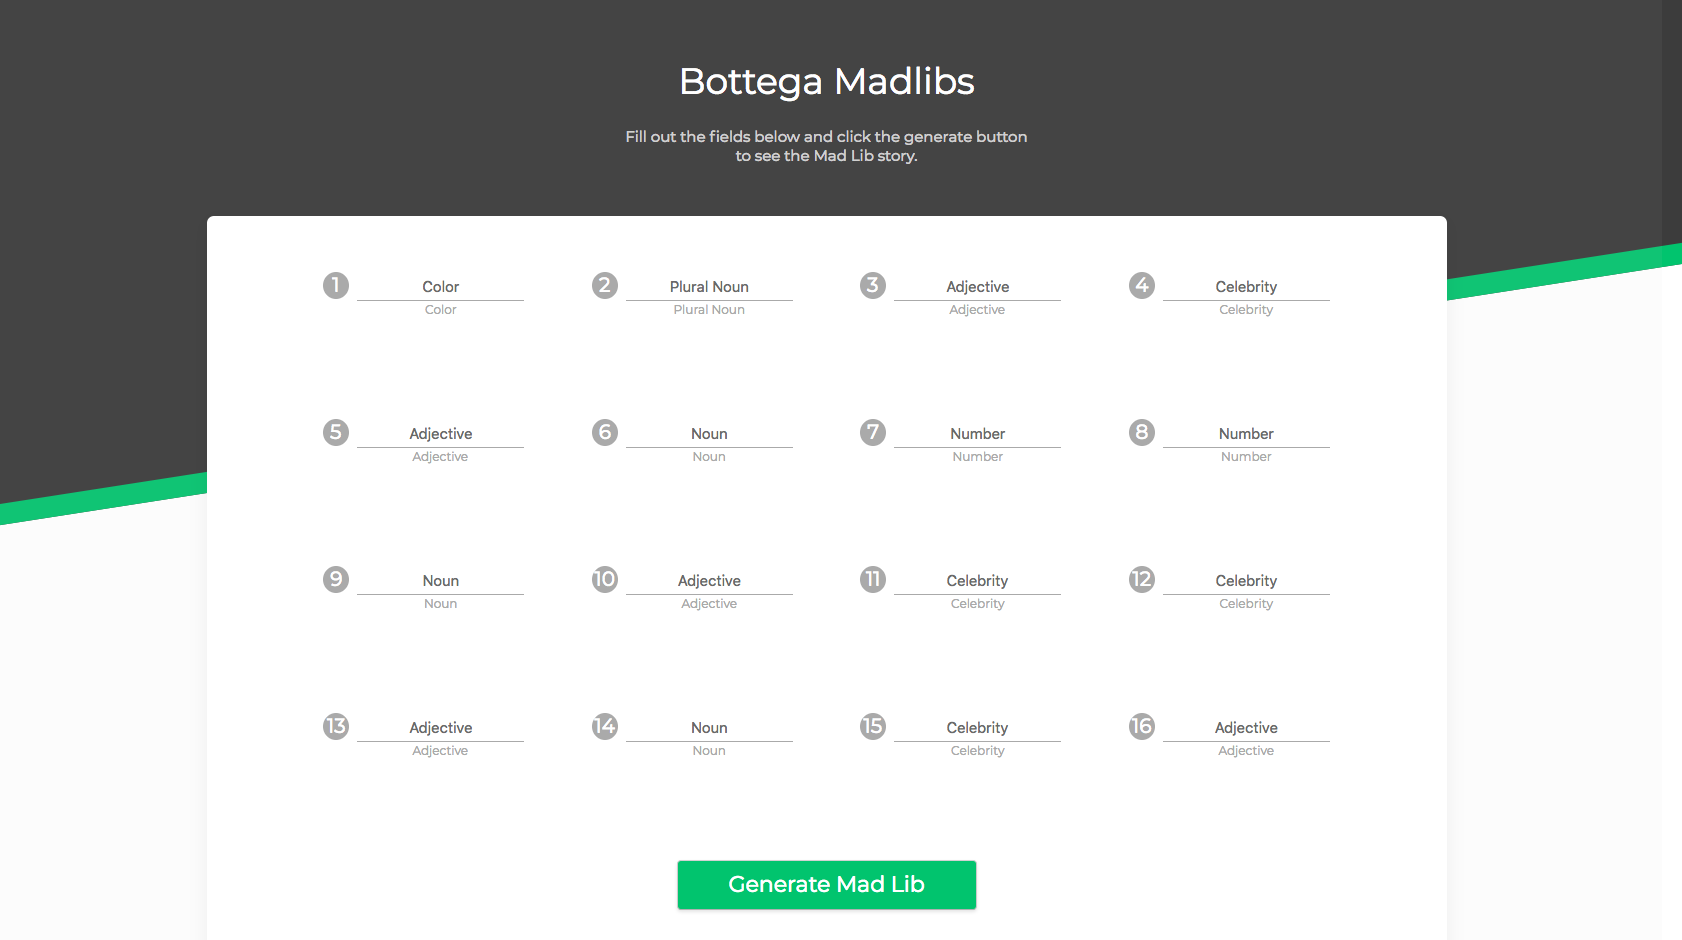 Bottega Madlibs
Fill out the fields below and click the generate button
to see the Mad Lib story.
1 Color
Color
2 Plural Noun
Plural Noun
3 Adjective
Adjective
4 Celebrity
Celebrity
5 Adjective
Adjective
6 Noun
Noun
7 Number
Number
8 Number
Number
9 Noun
Noun
10 Adjective
Adjective
11 Celebrity
Celebrity
12 Celebrity
Celebrity
13 Adjective
Adjective
14 Noun
Noun
15 Celebrity
Celebrity
16 Adjective
Adjective
Generate Mad Lib